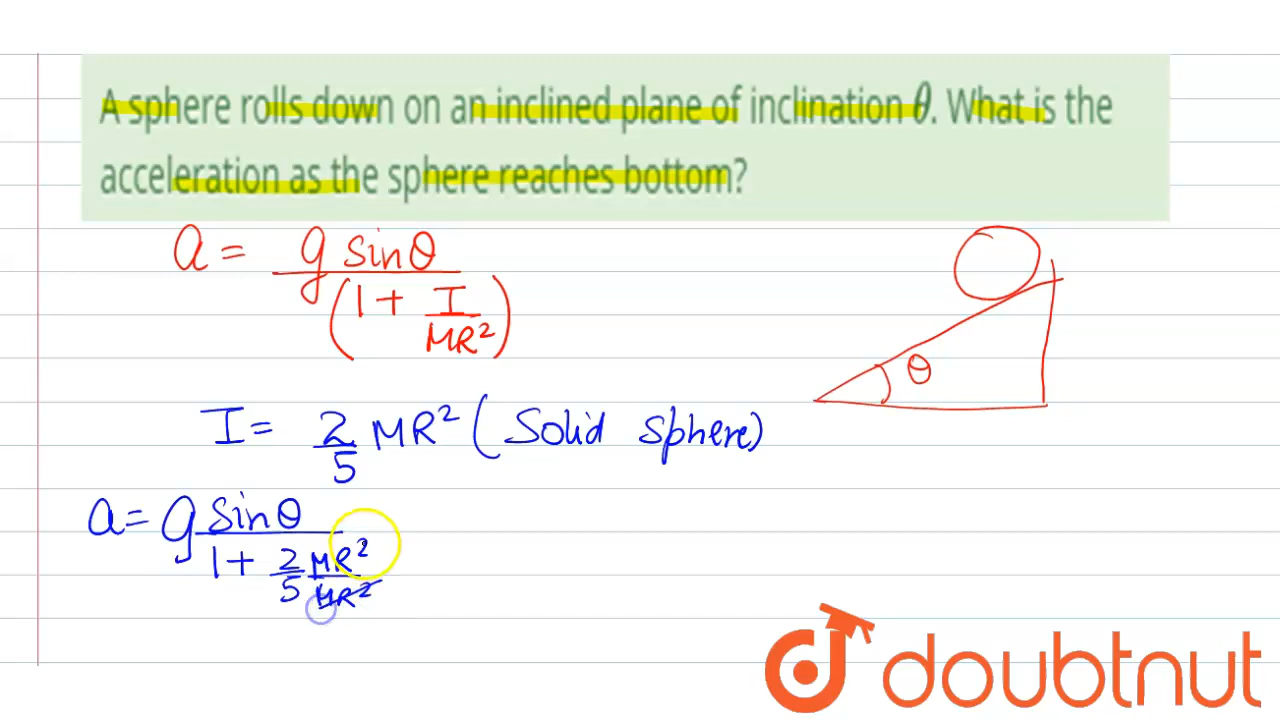 A sphere rolls down on an inclined plane of inclination θ. What is the
acceleration as the sphere reaches bottom?
a = g sinθ
(1 + I
MR²)
θ
I = 2/5 MR² (Solid sphere)
a = g sinθ
1 + 2/5 MR²
MR²
doubtnut